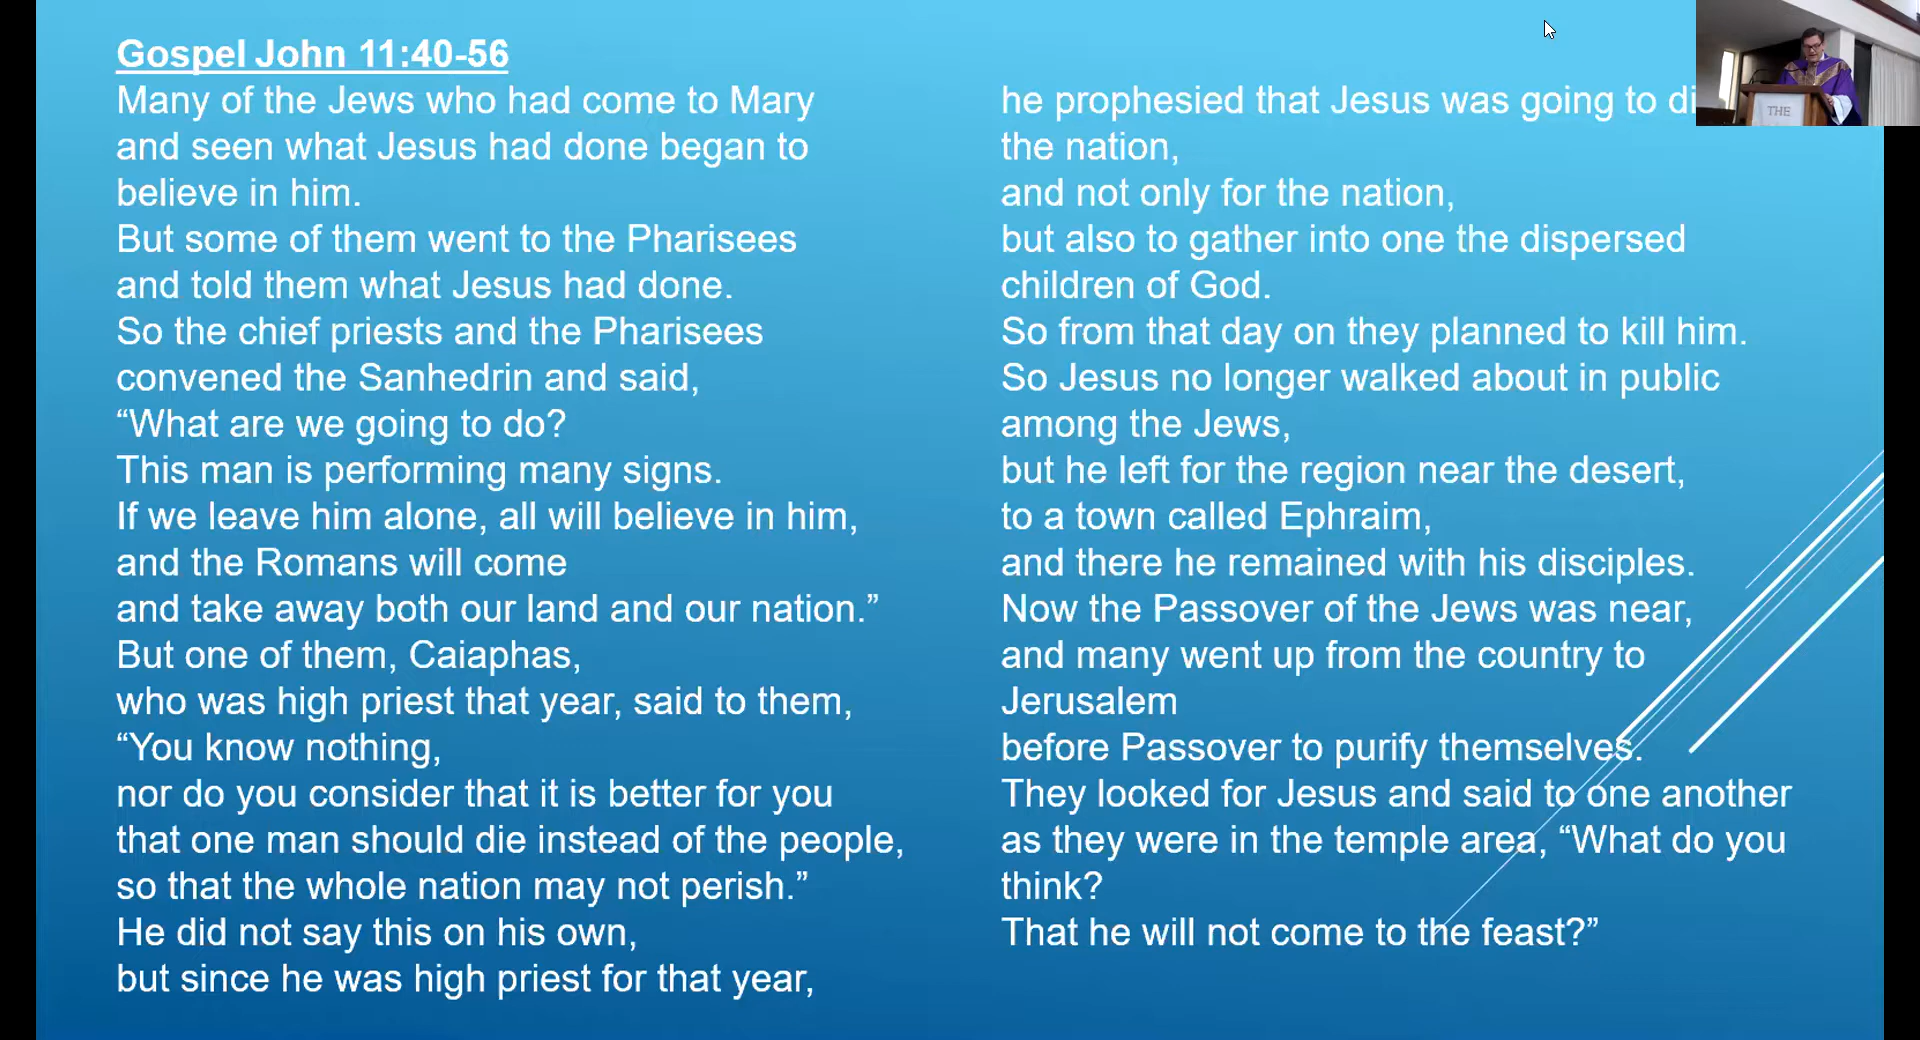 Gospel John 11:40-56
Many of the Jews who had come to Mary
and seen what Jesus had done began to
believe in him.
But some of them went to the Pharisees
and told them what Jesus had done.
So the chief priests and the Pharisees
convened the Sanhedrin and said,
“What are we going to do?
This man is performing many signs.
If we leave him alone, all will believe in him,
and the Romans will come
and take away both our land and our nation.”
But one of them, Caiaphas,
who was high priest that year, said to them,
“You know nothing,
nor do you consider that it is better for you
that one man should die instead of the people,
so that the whole nation may not perish.”
He did not say this on his own,
but since he was high priest for that year,
he prophesied that Jesus was going to
the nation,
and not only for the nation,
but also to gather into one the dispersed
children of God.
So from that day on they planned to kill him.
So Jesus no longer walked about in public
among the Jews,
but he left for the region near the desert,
to a town called Ephraim,
and there he remained with his disciples.
Now the Passover of the Jews was near,
and many went up from the country to
Jerusalem
before Passover to purify themselves.
They looked for Jesus and said to one another
as they were in the temple area, “What do you
think?
That he will not come to the feast?”
THE